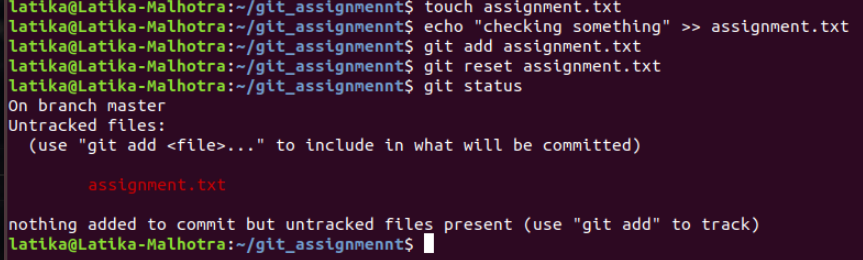 latika@Latika-Malhotra:~/git_assignmennt$ touch assignment.txt
latika@Latika-Malhotra:~/git_assignmennt$ echo "checking something" >> assignment.txt
latika@Latika-Malhotra:~/git_assignmennt$ git add assignment.txt
latika@Latika-Malhotra:~/git_assignmennt$ git reset assignment.txt
latika@Latika-Malhotra:~/git_assignmennt$ git status
On branch master
Untracked files:
  (use "git add <file>..." to include in what will be committed)
        assignment.txt
nothing added to commit but untracked files present (use "git add" to track)
latika@Latika-Malhotra:~/git_assignmennt$